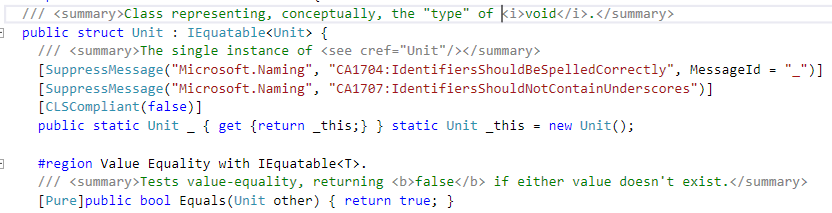 /// <summary>Class representing, conceptually, the "type" of <i>void</i>.</summary>
public struct Unit : IEquatable<Unit> {
/// <summary>The single instance of <see cref="Unit"/></summary>
[SuppressMessage("Microsoft.Naming", "CA1704:IdentifiersShouldBeSpelledCorrectly", MessageId = "_")]
[SuppressMessage("Microsoft.Naming", "CA1707:IdentifiersShouldNotContainUnderscores")]
[CLSCompliant(false)]
public static Unit _ { get {return _this;} } static Unit _this = new Unit();
#region Value Equality with IEquatable<T>.
/// <summary>Tests value-equality, returning <b>false</b> if either value doesn't exist.</summary>
[Pure]public bool Equals(Unit other) { return true; }